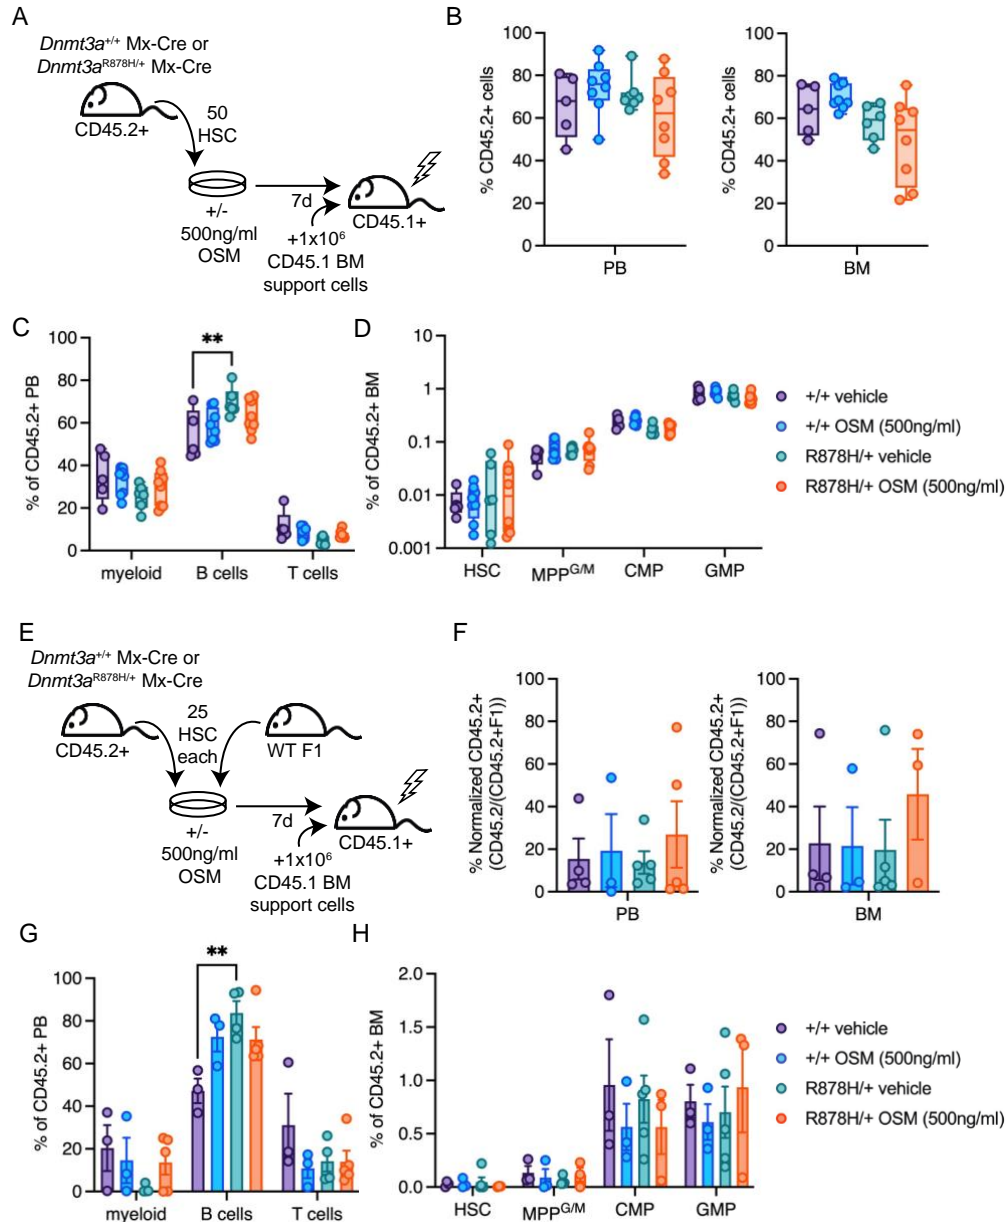 A
Dnmt3a+/+ Mx-Cre or
Dnmt3aR878H/+ Mx-Cre
CD45.2+
50
HSC
+/-
500ng/ml
OSM
7d
+1x10⁶
CD45.1 BM
support cells
CD45.1+
B
% CD45.2+ cells
100
80
60
40
20
0
PB
% CD45.2+ cells
100
80
60
40
20
0
BM
C
% of CD45.2+ PB
100
80
60
40
20
0
**
myeloid
B cells
T cells
D
% of CD45.2+ BM
10
1
0.1
0.01
0.001
HSC
MPPG/M
CMP
GMP
+/+ vehicle
+/+ OSM (500ng/ml)
R878H/+ vehicle
R878H/+ OSM (500ng/ml)
E
Dnmt3a+/+ Mx-Cre or
Dnmt3aR878H/+ Mx-Cre
CD45.2+
25
HSC
each
WT F1
+/-
500ng/ml
OSM
7d
+1x10⁶
CD45.1 BM
support cells
CD45.1+
F
% Normalized CD45.2+
(CD45.2/(CD45.2+F1))
100
80
60
40
20
0
PB
% Normalized CD45.2+
(CD45.2/(CD45.2+F1))
100
80
60
40
20
0
BM
G
% of CD45.2+ PB
100
80
60
40
20
0
**
myeloid
B cells
T cells
H
% of CD45.2+ BM
2.0
1.5
1.0
0.5
0.0
HSC
MPPG/M
CMP
GMP
+/+ vehicle
+/+ OSM (500ng/ml)
R878H/+ vehicle
R878H/+ OSM (500ng/ml)